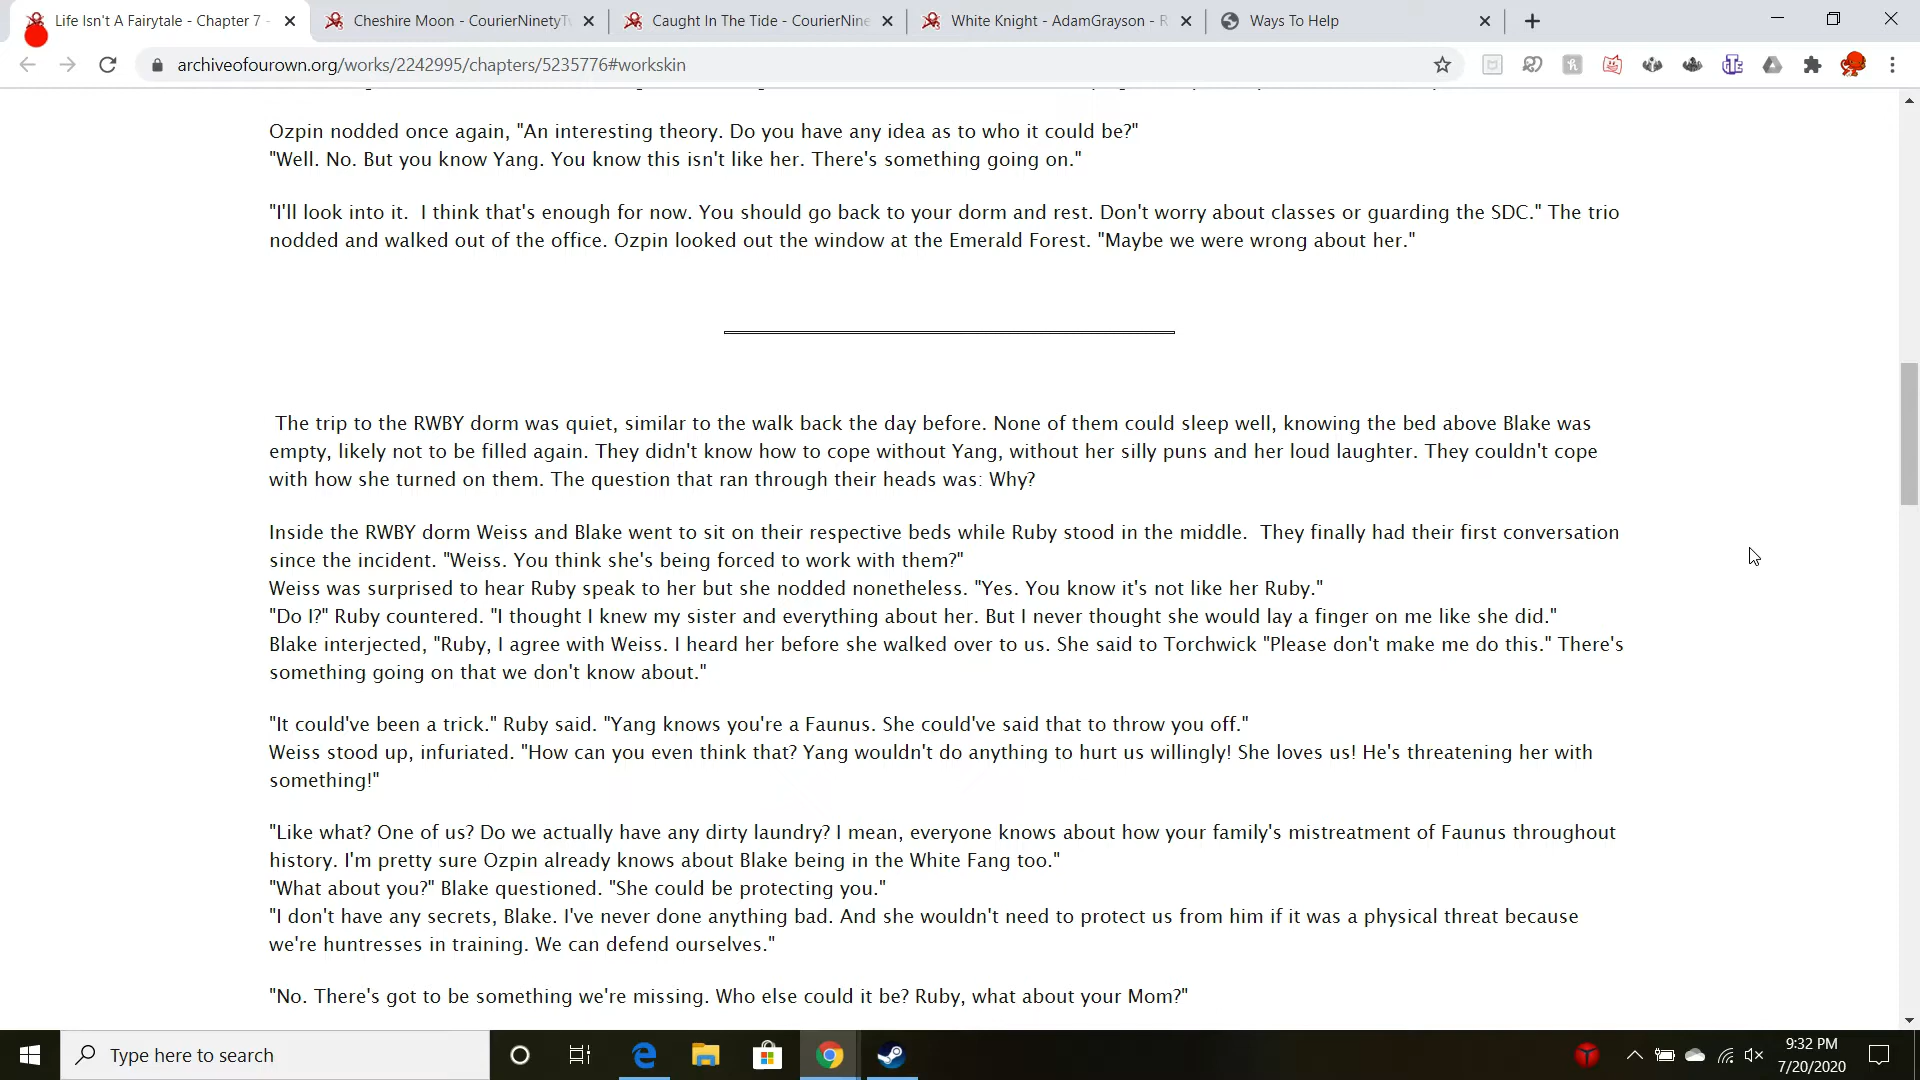 Life Isn't A Fairytale - Chapter 7 -
Cheshire Moon - CourierNinetyTw
Caught In The Tide - CourierNine
White Knight - AdamGrayson - R
Ways To Help
archiveofourown.org/works/2242995/chapters/5235776#workskin
Ozpin nodded once again, "An interesting theory. Do you have any idea as to who it could be?"
"Well. No. But you know Yang. You know this isn't like her. There's something going on."
"I'll look into it.  I think that's enough for now. You should go back to your dorm and rest. Don't worry about classes or guarding the SDC." The trio
nodded and walked out of the office. Ozpin looked out the window at the Emerald Forest. "Maybe we were wrong about her."
The trip to the RWBY dorm was quiet, similar to the walk back the day before. None of them could sleep well, knowing the bed above Blake was
empty, likely not to be filled again. They didn't know how to cope without Yang, without her silly puns and her loud laughter. They couldn't cope
with how she turned on them. The question that ran through their heads was: Why?
Inside the RWBY dorm Weiss and Blake went to sit on their respective beds while Ruby stood in the middle.  They finally had their first conversation
since the incident. "Weiss. You think she's being forced to work with them?"
Weiss was surprised to hear Ruby speak to her but she nodded nonetheless. "Yes. You know it's not like her Ruby."
"Do I?" Ruby countered. "I thought I knew my sister and everything about her. But I never thought she would lay a finger on me like she did."
Blake interjected, "Ruby, I agree with Weiss. I heard her before she walked over to us. She said to Torchwick "Please don't make me do this." There's
something going on that we don't know about."
"It could've been a trick." Ruby said. "Yang knows you're a Faunus. She could've said that to throw you off."
Weiss stood up, infuriated. "How can you even think that? Yang wouldn't do anything to hurt us willingly! She loves us! He's threatening her with
something!"
"Like what? One of us? Do we actually have any dirty laundry? I mean, everyone knows about how your family's mistreatment of Faunus throughout
history. I'm pretty sure Ozpin already knows about Blake being in the White Fang too."
"What about you?" Blake questioned. "She could be protecting you."
"I don't have any secrets, Blake. I've never done anything bad. And she wouldn't need to protect us from him if it was a physical threat because
we're huntresses in training. We can defend ourselves."
"No. There's got to be something we're missing. Who else could it be? Ruby, what about your Mom?"
Type here to search
9:32 PM
7/20/2020